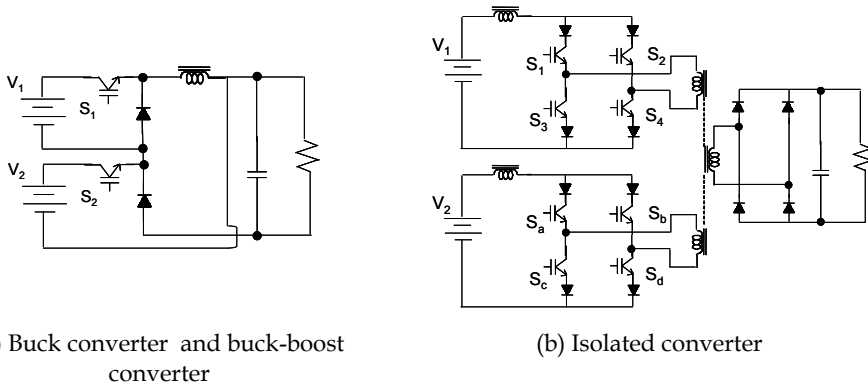 V1
S1
V2
S2
V1
S1
S2
S3
S4
V2
Sa
Sb
Sc
Sd
) Buck converter and buck-boost
converter
(b) Isolated converter